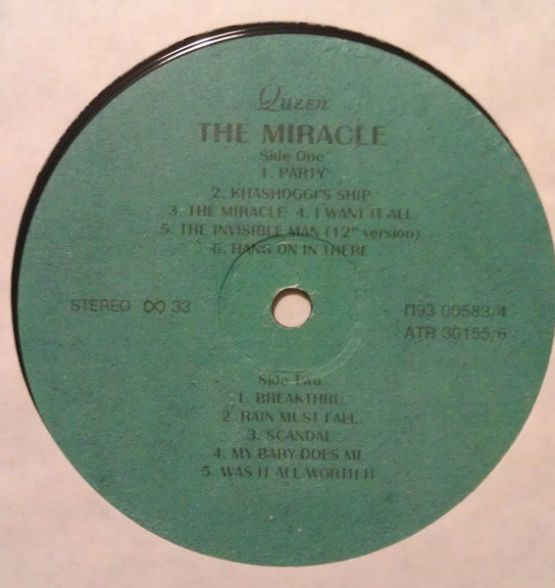 Queen
THE MIRACLE
Side One
1. PARTY
2. KHASHOGGI'S SHIP
3. THE MIRACLE 4. I WANT IT ALL
5. THE INVISIBLE MAN (12" version)
6. HANG ON IN THERE
STEREO ∞ 33
П93 00583/4
ATR 30155/6
Side Two
1. BREAKTHRU
2. RAIN MUST FALL
3. SCANDAL
4. MY BABY DOES ME
5. WAS IT ALL WORTH IT